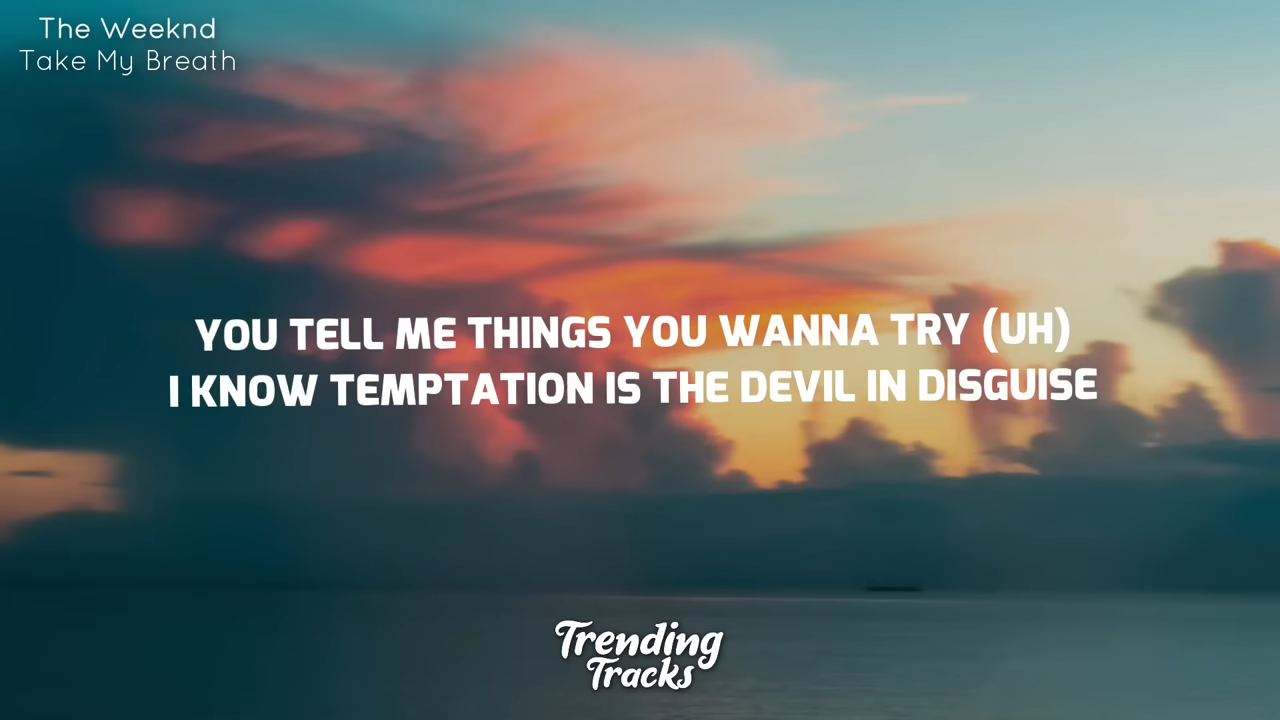 The Weeknd
Take My Breath
YOU TELL ME THINGS YOU WANNA TRY (UH)
I KNOW TEMPTATION IS THE DEVIL IN DISGUISE
Trending
Tracks